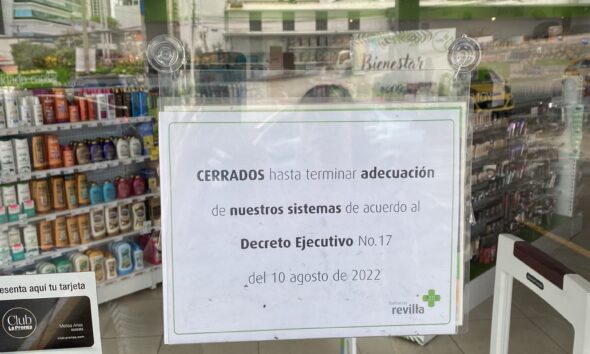 Bienestar
CERRADOS hasta terminar adecuación
de nuestros sistemas de acuerdo al
Decreto Ejecutivo No.17
del 10 agosto de 2022
revilla
esenta aquí tu tarjeta
Club
La Prensa